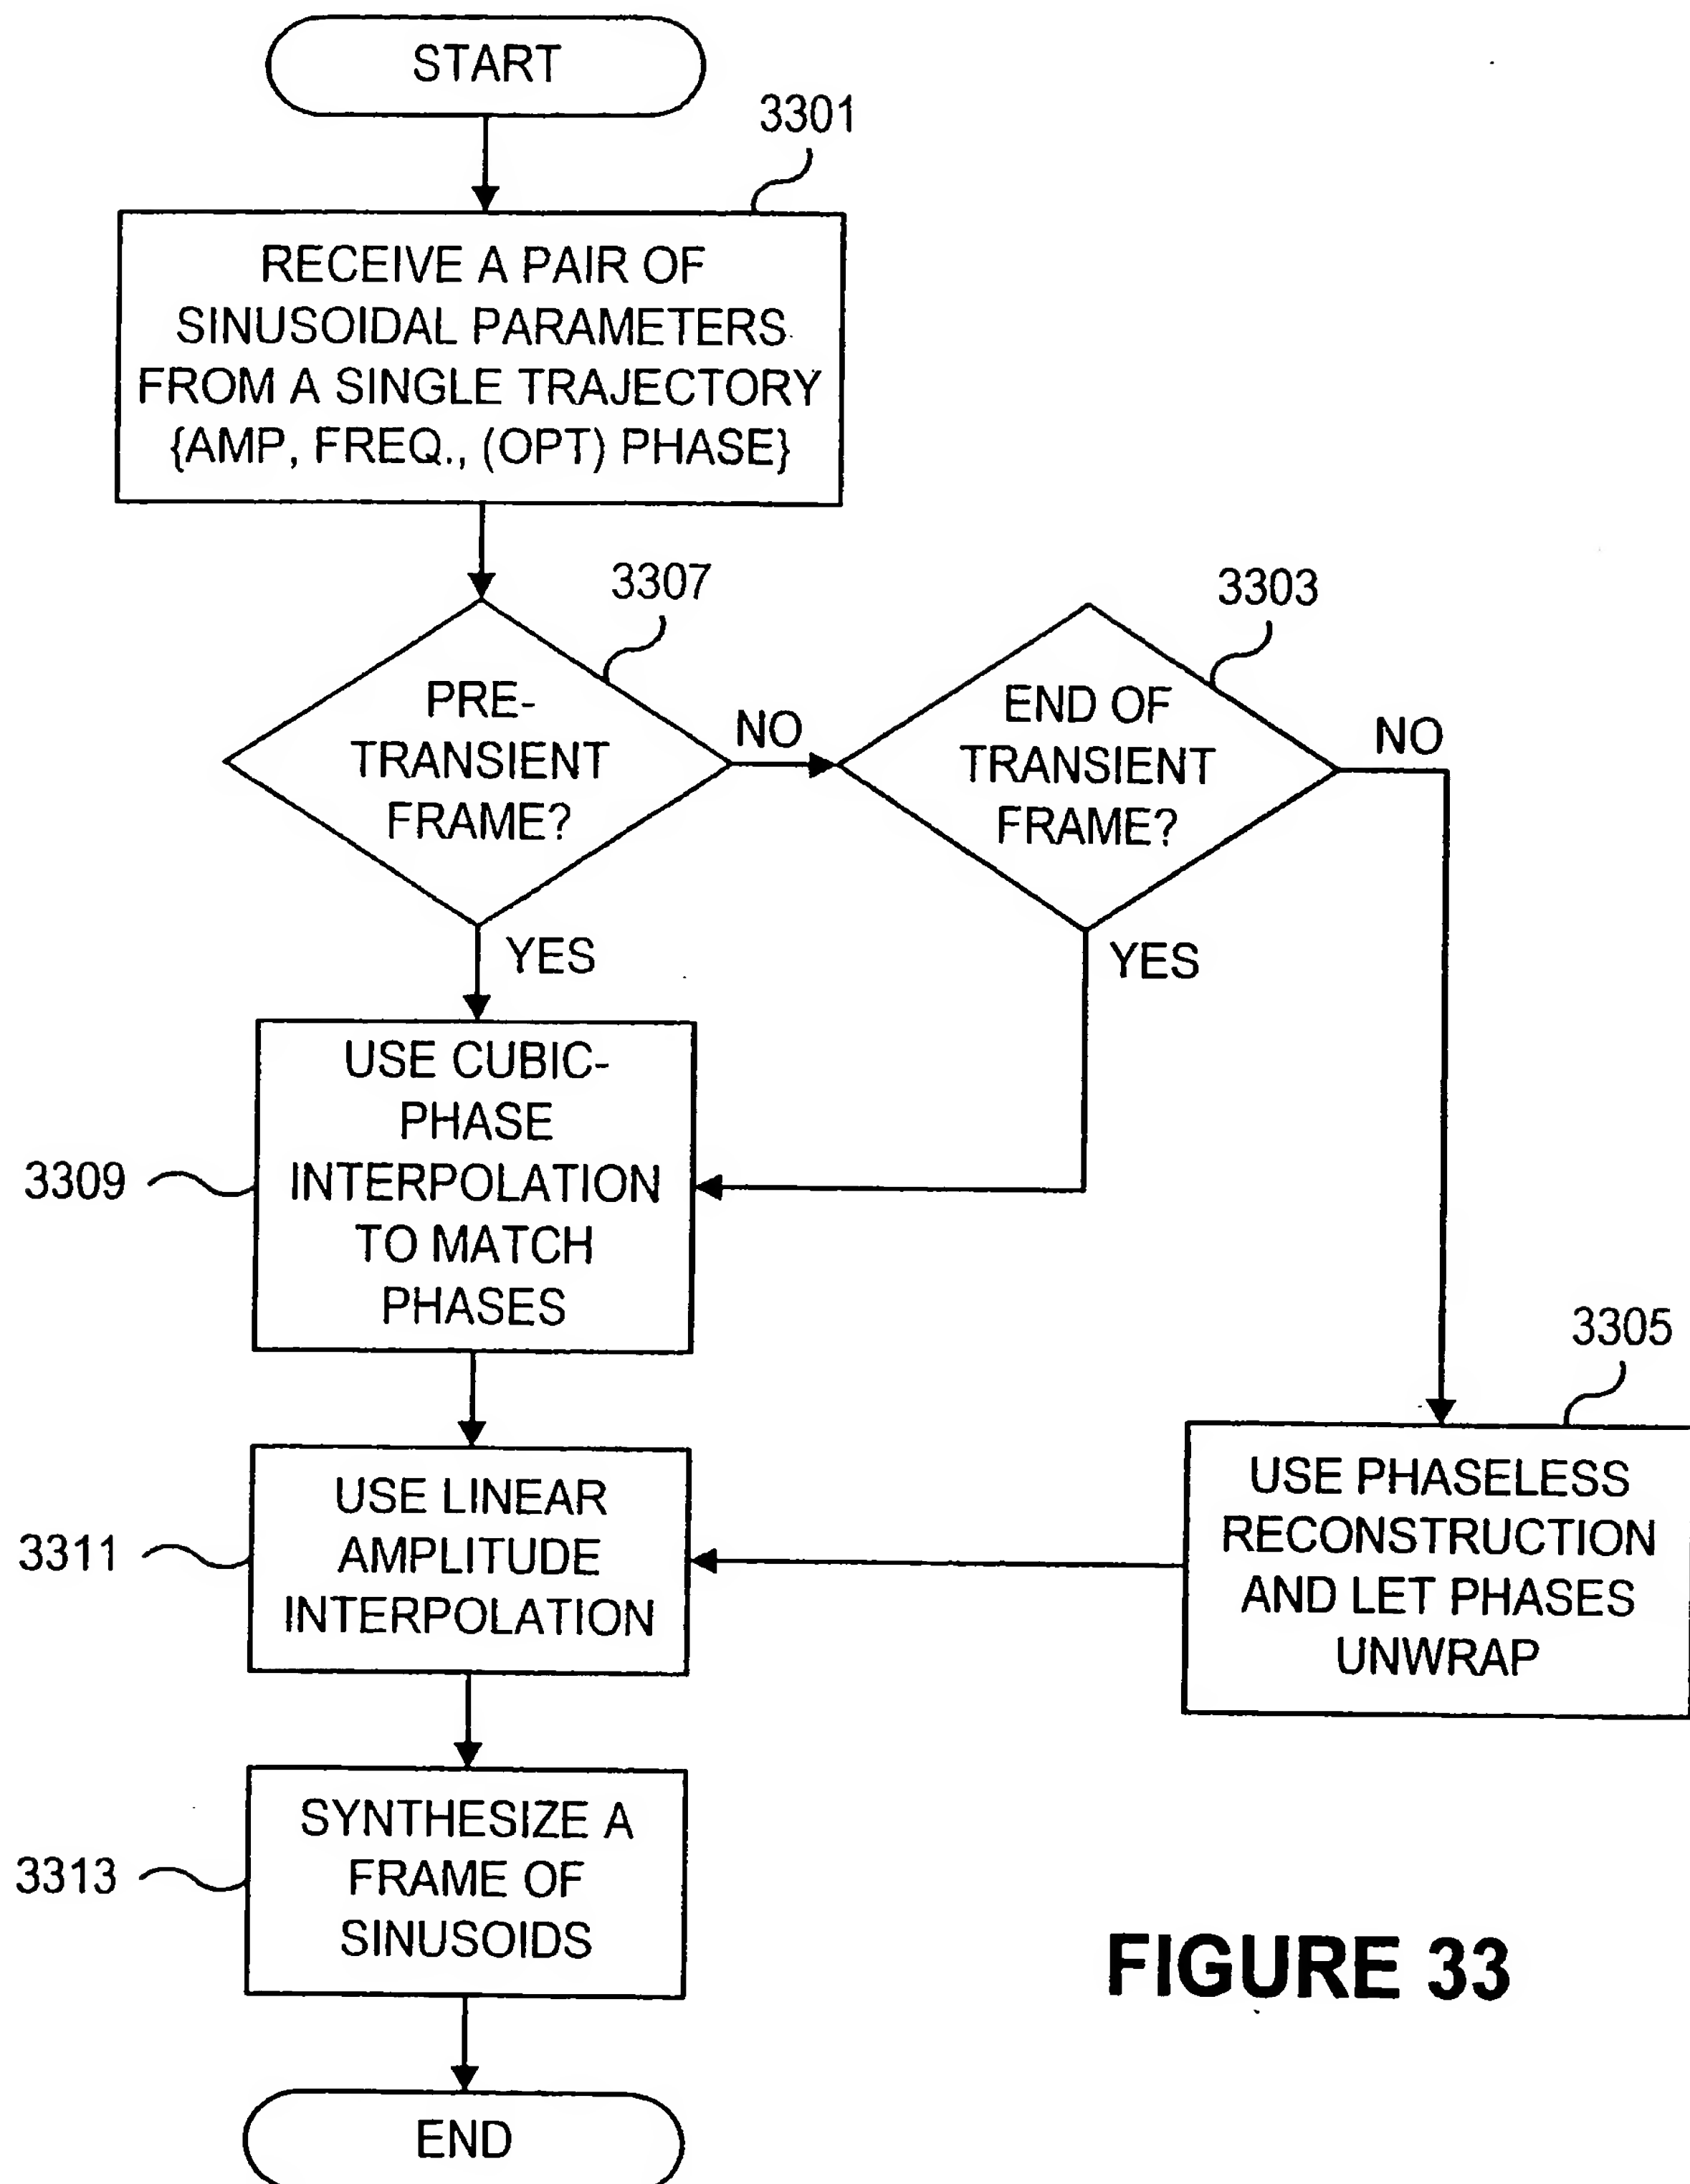 START
3301
RECEIVE A PAIR OF
SINUSOIDAL PARAMETERS
FROM A SINGLE TRAJECTORY
{AMP, FREQ., (OPT) PHASE}
3307
PRE-
TRANSIENT
FRAME?
NO
YES
3303
END OF
TRANSIENT
FRAME?
NO
YES
3309
USE CUBIC-
PHASE
INTERPOLATION
TO MATCH
PHASES
3305
USE PHASELESS
RECONSTRUCTION
AND LET PHASES
UNWRAP
3311
USE LINEAR
AMPLITUDE
INTERPOLATION
3313
SYNTHESIZE A
FRAME OF
SINUSOIDS
END
FIGURE 33